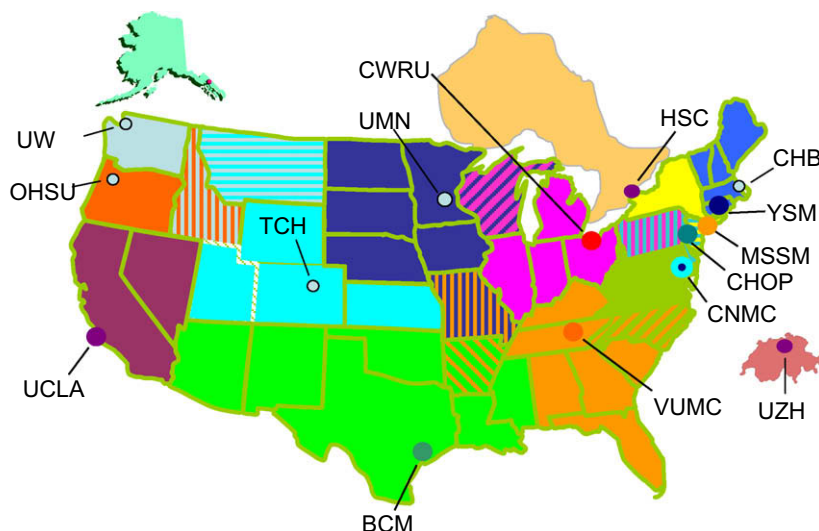 CWRU
HSC
UMN
UW
CHB
OHSU
YSM
TCH
MSSM
CHOP
CNMC
UCLA
VUMC
UZH
BCM